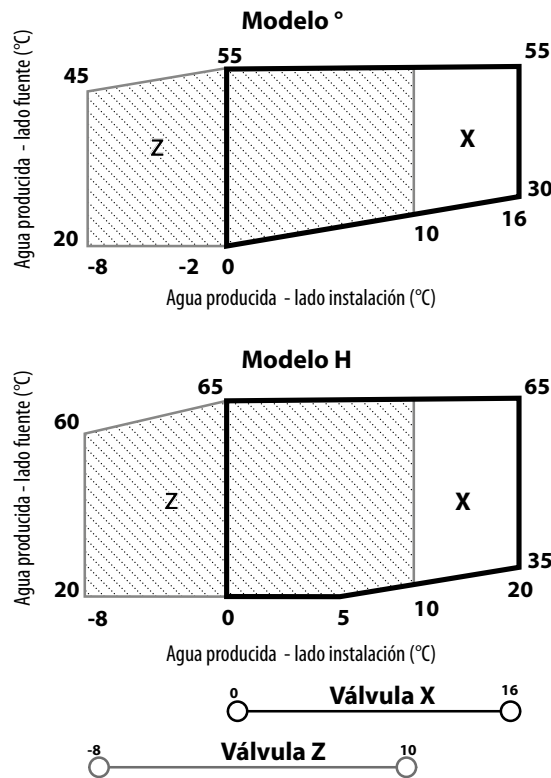 Modelo °
Agua producida - lado fuente (°C)
45
55
55
Z
X
30
20
10
16
-8
-2
0
Agua producida - lado instalación (°C)
Modelo H
Agua producida - lado fuente (°C)
65
65
60
Z
X
35
20
-8
0
5
10
20
Agua producida - lado instalación (°C)
0
Válvula X
16
-8
Válvula Z
10